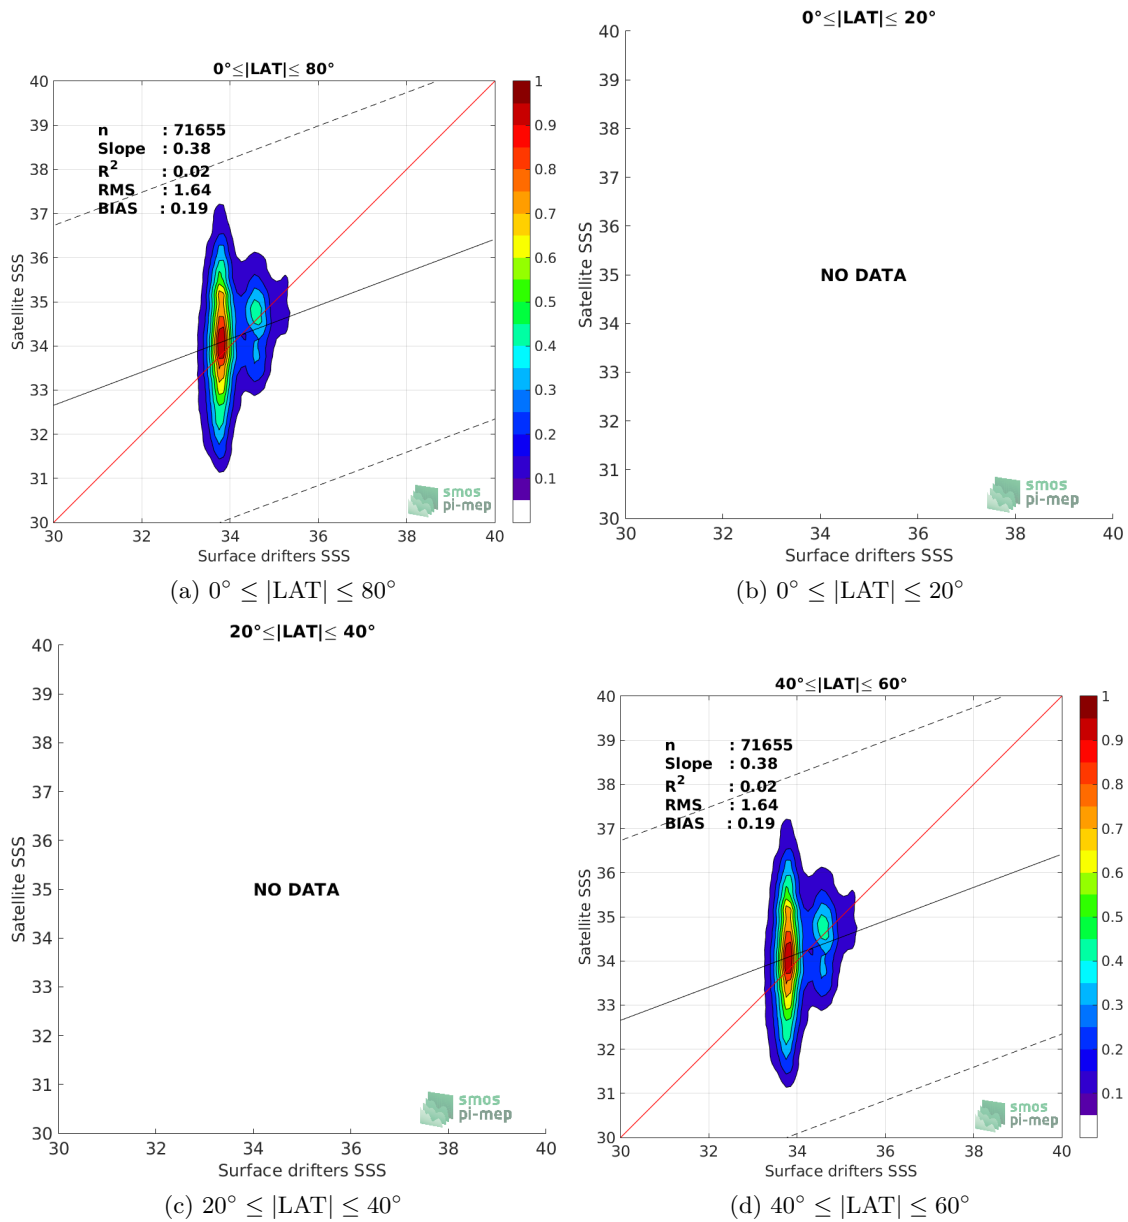 0°≤|LAT|≤ 80°
40
39
38
37
36
35
34
33
32
31
30
n : 71655
Slope : 0.38
R² : 0.02
RMS : 1.64
BIAS : 0.19
Satellite SSS
30 32 34 36 38 40
Surface drifters SSS
smos
pi-mep
1
0.9
0.8
0.7
0.6
0.5
0.4
0.3
0.2
0.1
(a) 0° ≤ |LAT| ≤ 80°
0°≤|LAT|≤ 20°
40
39
38
37
36
35
34
33
32
31
30
Satellite SSS
NO DATA
smos
pi-mep
30 32 34 36 38 40
Surface drifters SSS
(b) 0° ≤ |LAT| ≤ 20°
20°≤|LAT|≤ 40°
40
39
38
37
36
35
34
33
32
31
30
Satellite SSS
NO DATA
smos
pi-mep
30 32 34 36 38 40
Surface drifters SSS
(c) 20° ≤ |LAT| ≤ 40°
40°≤|LAT|≤ 60°
40
39
38
37
36
35
34
33
32
31
30
n : 71655
Slope : 0.38
R² : 0.02
RMS : 1.64
BIAS : 0.19
Satellite SSS
smos
pi-mep
30 32 34 36 38 40
Surface drifters SSS
1
0.9
0.8
0.7
0.6
0.5
0.4
0.3
0.2
0.1
(d) 40° ≤ |LAT| ≤ 60°